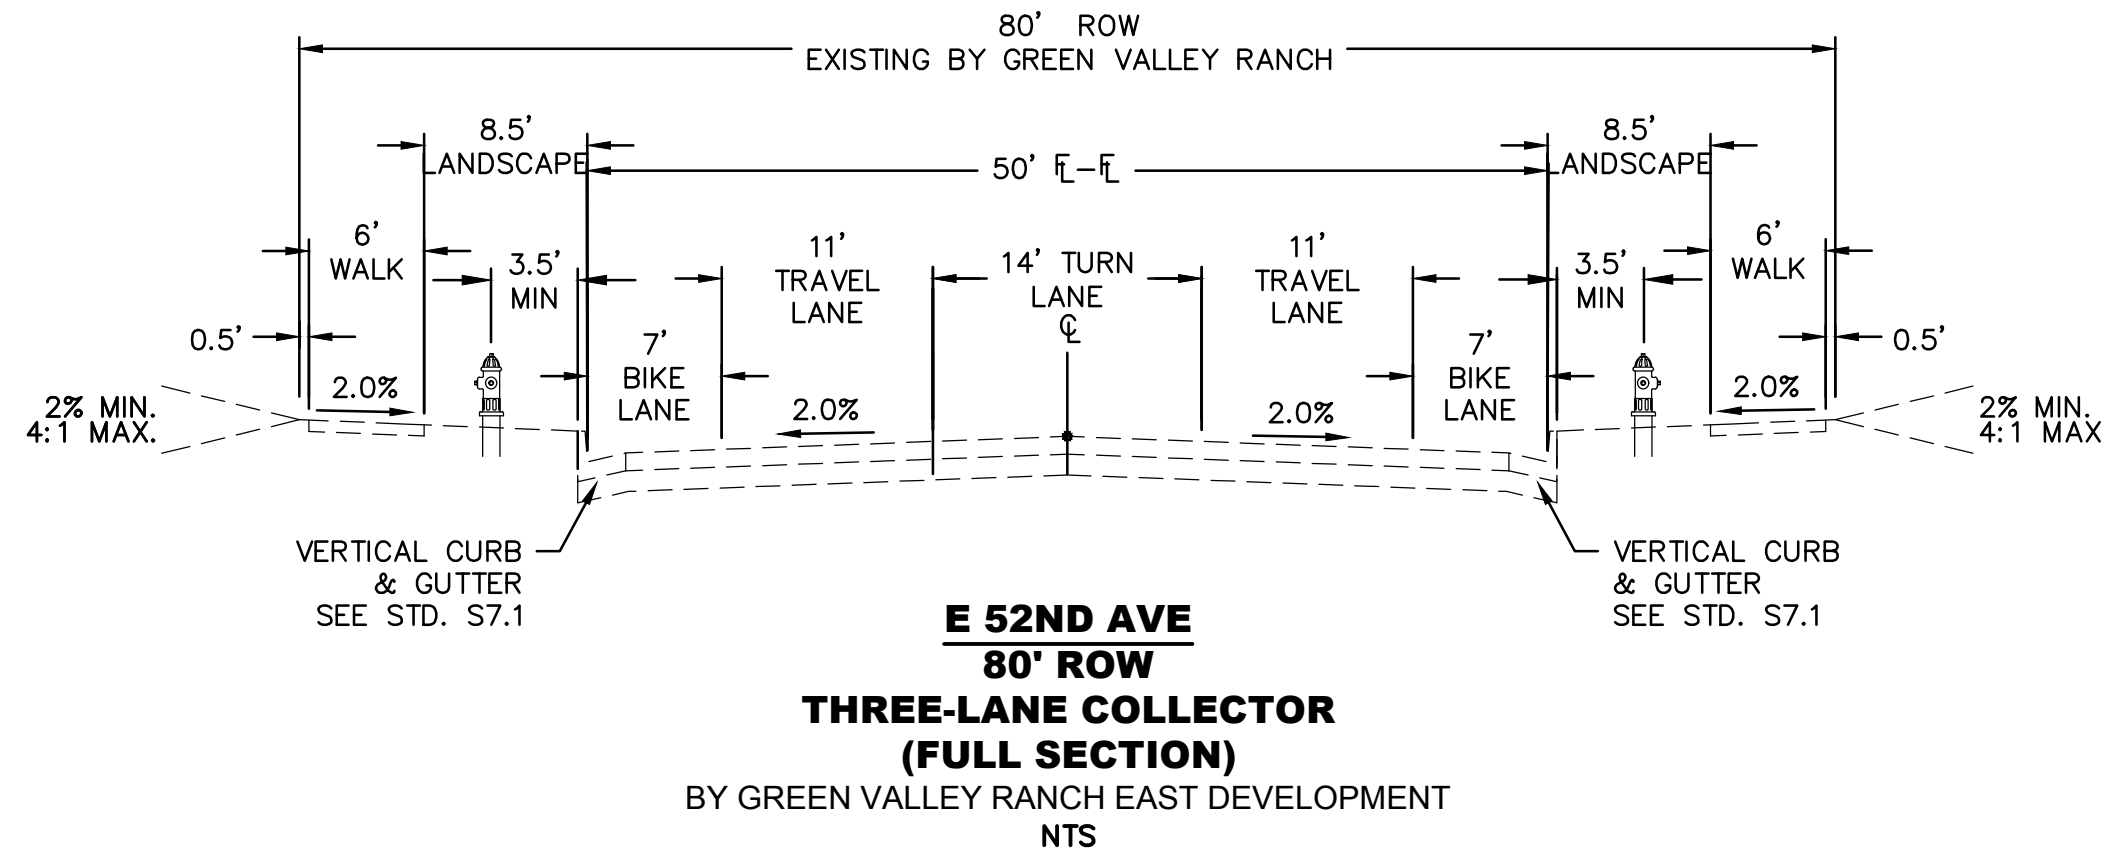 80' ROW
EXISTING BY GREEN VALLEY RANCH
8.5'
LANDSCAPE
50' FL-FL
8.5'
LANDSCAPE
6'
WALK
3.5'
MIN
11'
TRAVEL
LANE
14' TURN
LANE
CL
11'
TRAVEL
LANE
3.5'
MIN
6'
WALK
0.5'
7'
BIKE
LANE
7'
BIKE
LANE
0.5'
2% MIN.
4:1 MAX.
2.0%
2.0%
2.0%
2.0%
2% MIN.
4:1 MAX
VERTICAL CURB
& GUTTER
SEE STD. S7.1
VERTICAL CURB
& GUTTER
SEE STD. S7.1
E 52ND AVE
80' ROW
THREE-LANE COLLECTOR
(FULL SECTION)
BY GREEN VALLEY RANCH EAST DEVELOPMENT
NTS